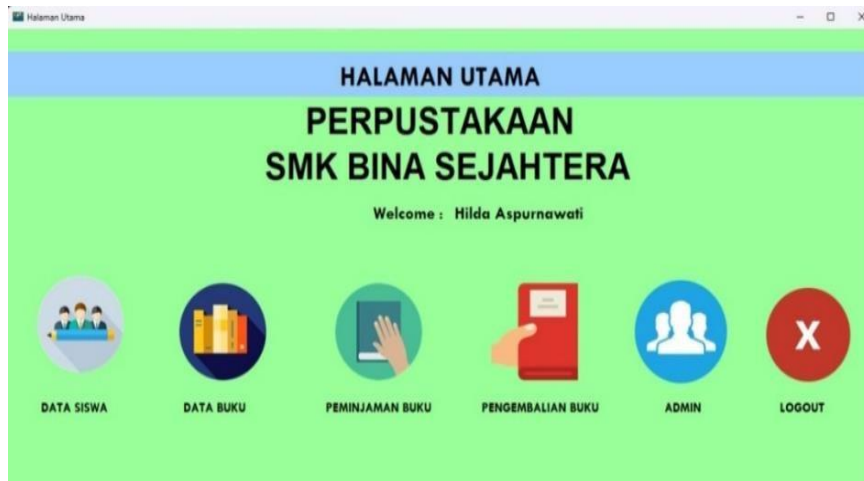 Halaman Utama
HALAMAN UTAMA
PERPUSTAKAAN
SMK BINA SEJAHTERA
Welcome : Hilda Aspurnawati
X
DATA SISWA DATA BUKU PEMINJAMAN BUKU PENGEMBALIAN BUKU ADMIN LOGOUT